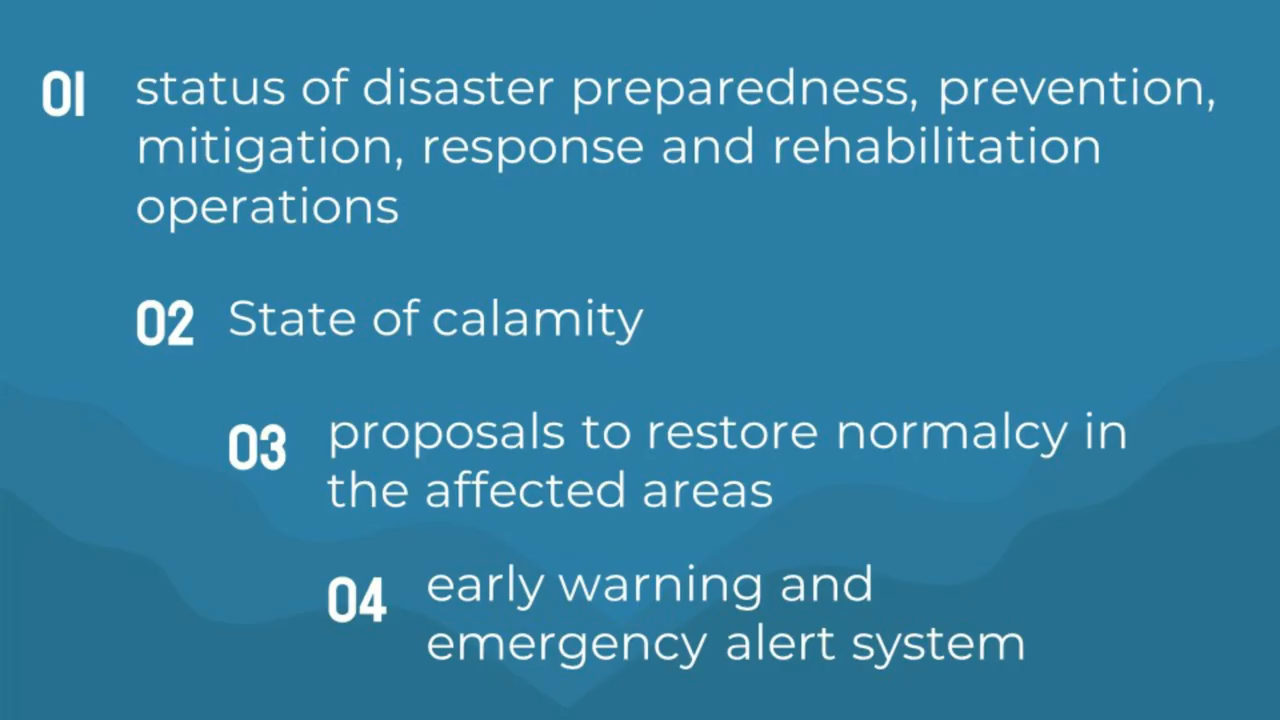 01 status of disaster preparedness, prevention,
mitigation, response and rehabilitation
operations
02 State of calamity
03 proposals to restore normalcy in
the affected areas
04 early warning and
emergency alert system